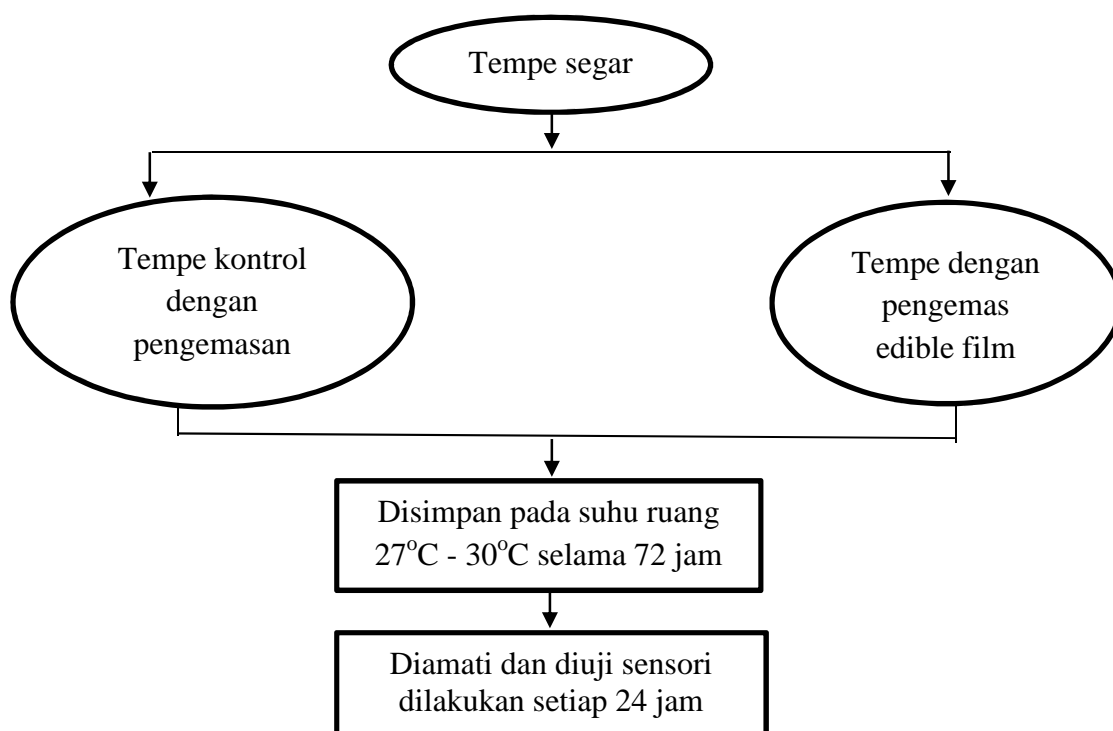 Tempe segar
Tempe kontrol
dengan
pengemasan
Tempe dengan
pengemas
edible film
Disimpan pada suhu ruang
27°C - 30°C selama 72 jam
Diamati dan diuji sensori
dilakukan setiap 24 jam